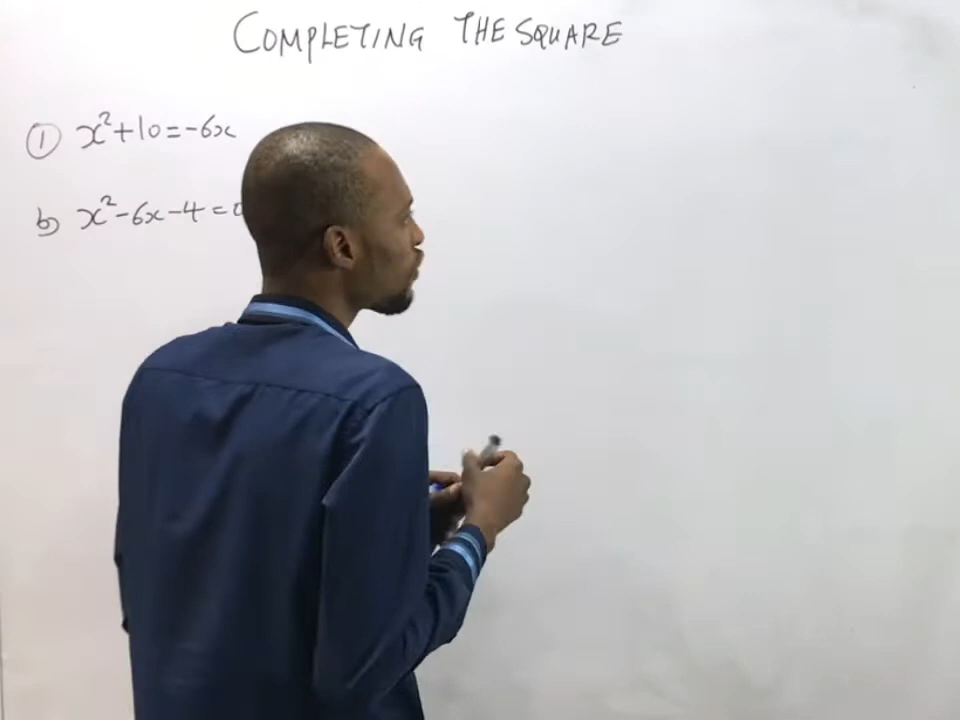 COMPLETING THE SQUARE
① x²+10=-6x
b) x²-6x-4=0